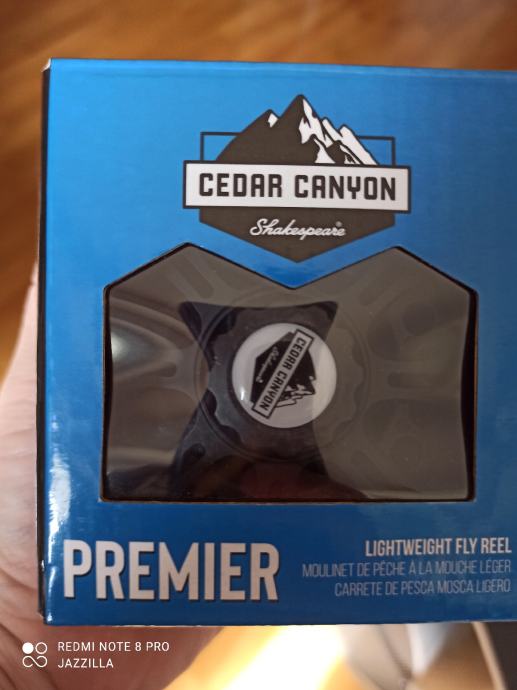 CEDAR CANYON
Shakespeare®
CEDAR CANYON
Shakespeare
PREMIER
LIGHTWEIGHT FLY REEL
MOULINET DE PÊCHE À LA MOUCHE LÉGER
CARRETE DE PESCA MOSCA LIGERO
REDMI NOTE 8 PRO
JAZZILLA